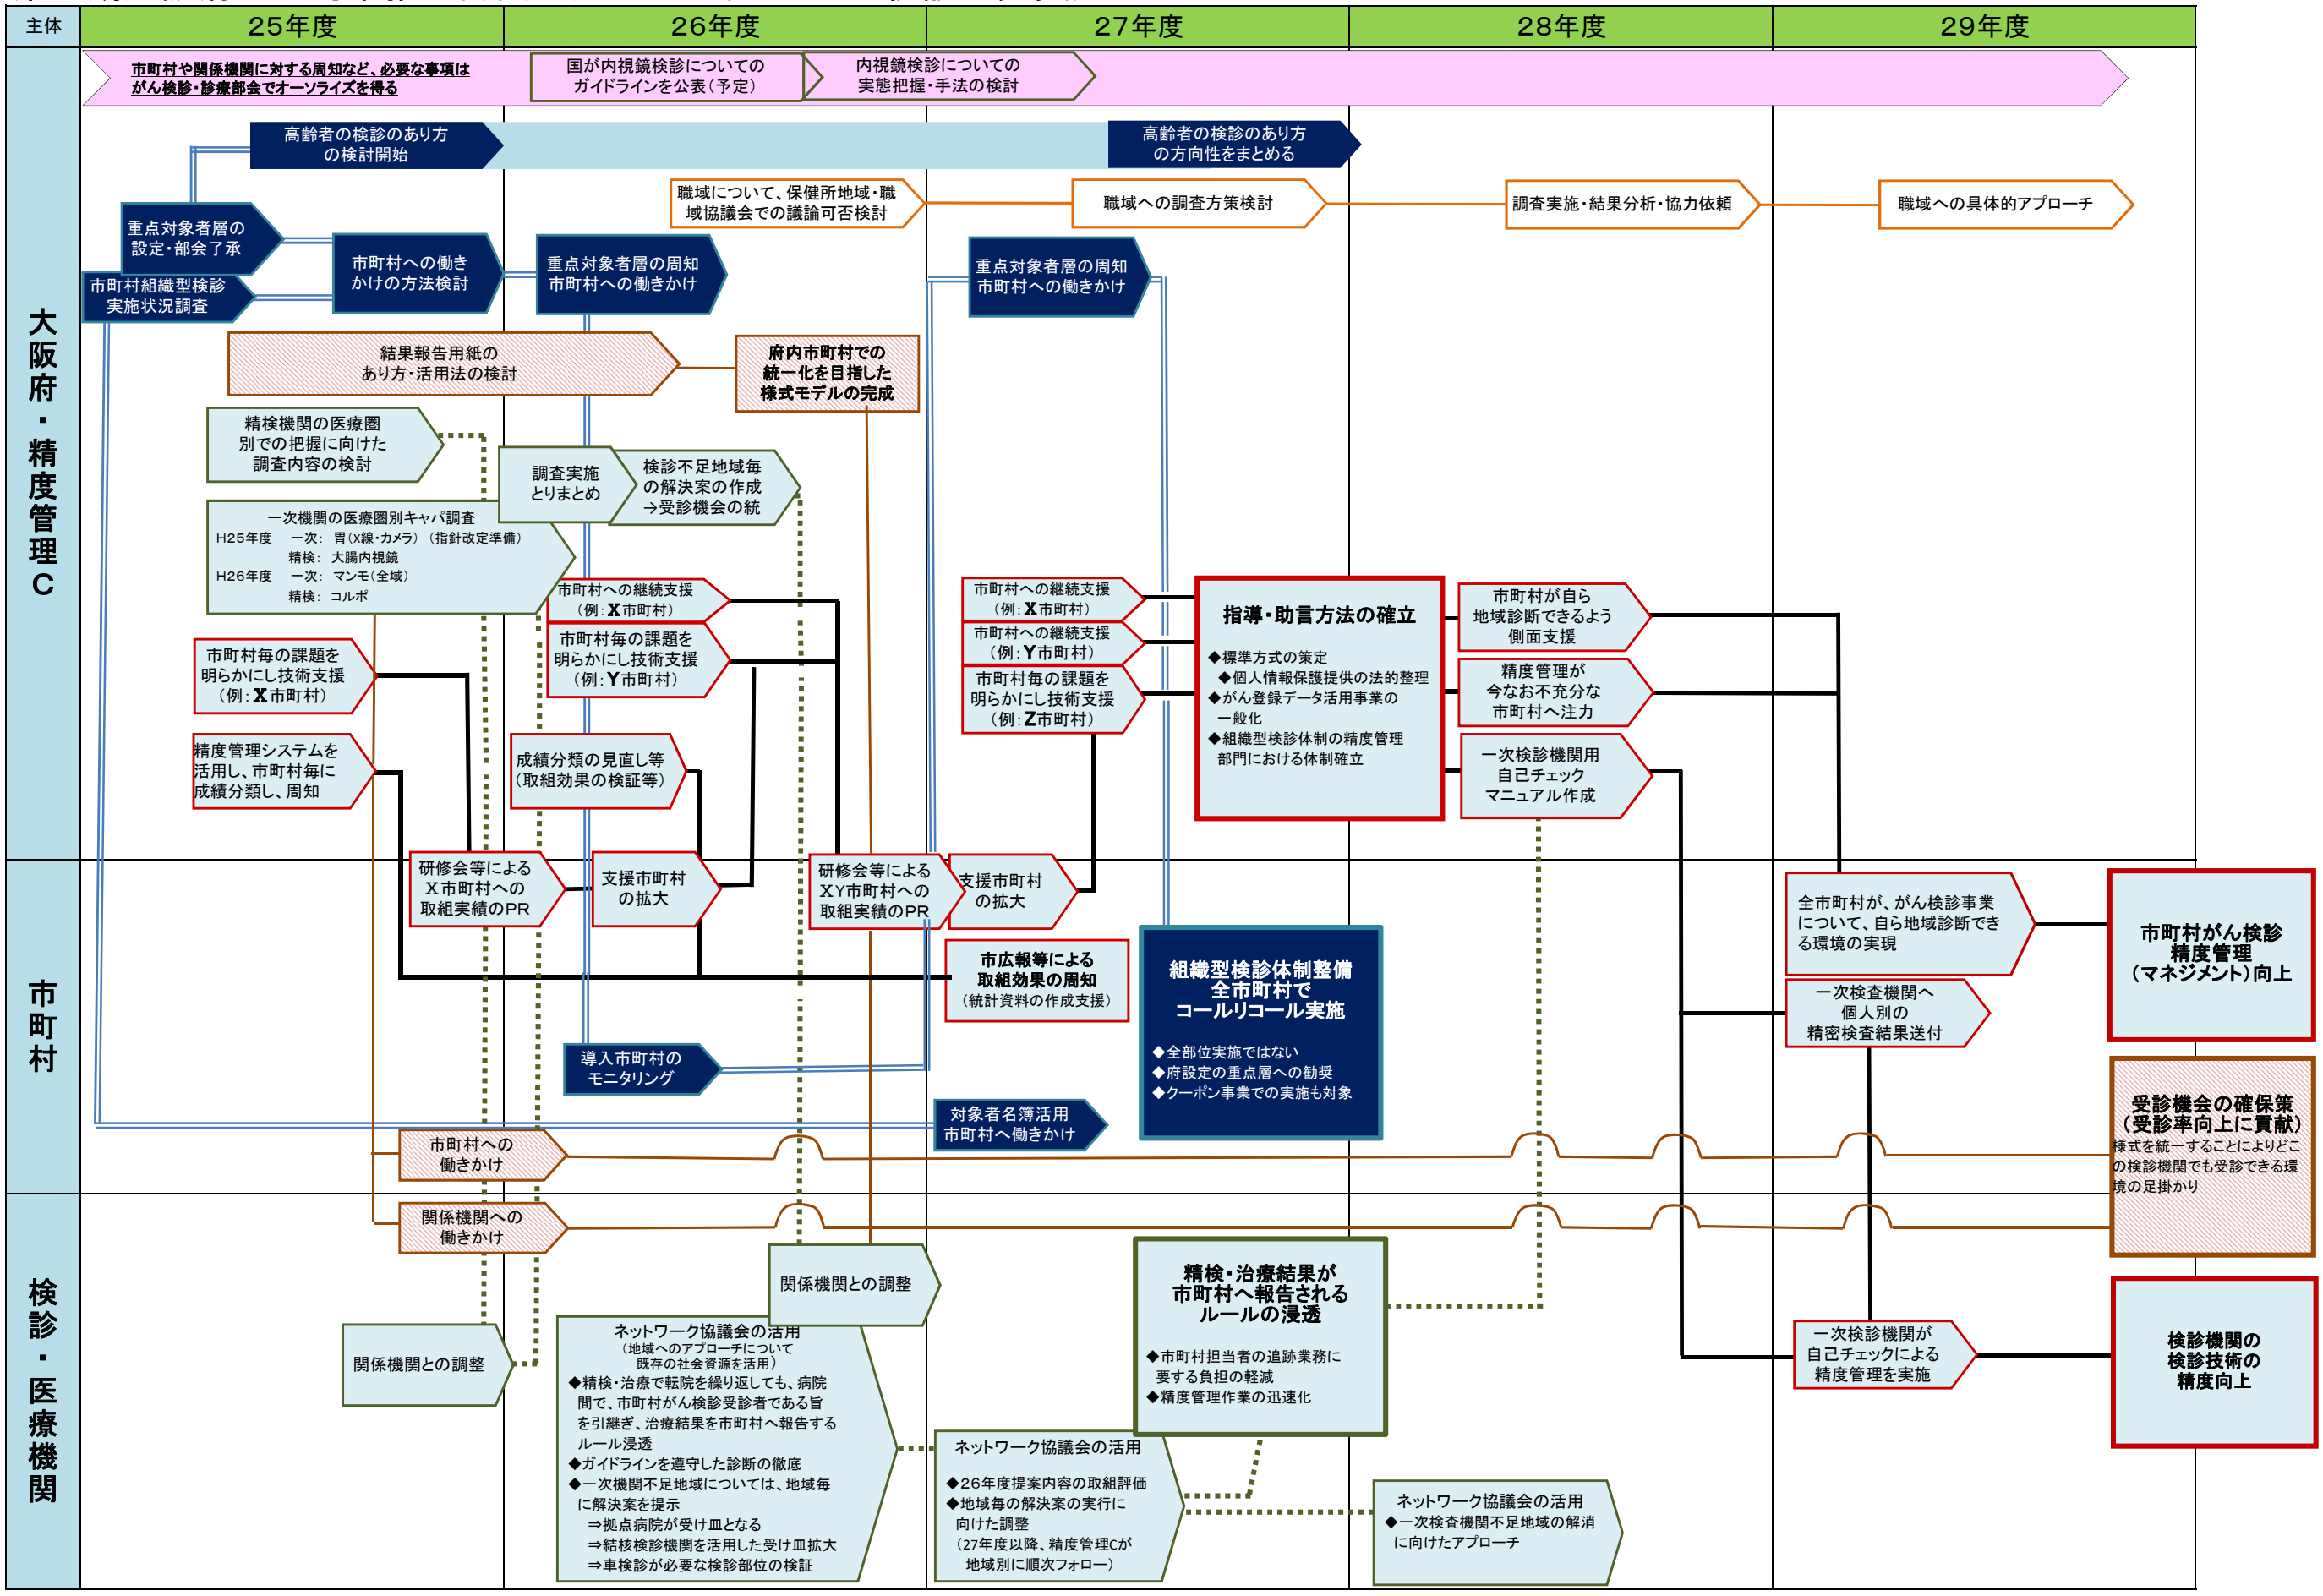 主体
25年度
26年度
27年度
28年度
29年度
大阪府・精度管理C
市町村や関係機関に対する周知など、必要な事項は
がん検診・診療部会でオーソライズを得る
国が内視鏡検診についての
ガイドラインを公表(予定)
内視鏡検診についての
実態把握・手法の検討
高齢者の検診のあり方
の検討開始
高齢者の検診のあり方
の方向性をまとめる
職域について、保健所地域・職
域協議会での議論可否検討
職域への調査方策検討
調査実施・結果分析・協力依頼
職域への具体的アプローチ
重点対象者層の
設定・部会了承
市町村組織型検診
実施状況調査
市町村への働き
かけの方法検討
重点対象者層の周知
市町村への働きかけ
重点対象者層の周知
市町村への働きかけ
結果報告用紙の
あり方・活用法の検討
府内市町村での
統一化を目指した
様式モデルの完成
精検機関の医療圏
別での把握に向けた
調査内容の検討
調査実施
とりまとめ
検診不足地域毎
の解決案の作成
→受診機会の統
一次機関の医療圏別キャパ調査
H25年度 一次: 胃(X線・カメラ) (指針改定準備)
精検: 大腸内視鏡
H26年度 一次: マンモ(全域)
精検: コルポ
市町村への継続支援
(例:X市町村)
市町村毎の課題を
明らかにし技術支援
(例:Y市町村)
市町村への継続支援
(例:X市町村)
市町村への継続支援
(例:Y市町村)
市町村毎の課題を
明らかにし技術支援
(例:Z市町村)
指導・助言方法の確立
◆標準方式の策定
◆個人情報保護提供の法的整理
◆がん登録データ活用事業の
一般化
◆組織型検診体制の精度管理
部門における体制確立
市町村が自ら
地域診断できるよう
側面支援
精度管理が
今なお不充分な
市町村へ注力
一次検診機関用
自己チェック
マニュアル作成
市町村毎の課題を
明らかにし技術支援
(例:X市町村)
精度管理システムを
活用し、市町村毎に
成績分類し、周知
成績分類の見直し等
(取組効果の検証等)
市町村
研修会等による
X市町村への
取組実績のPR
支援市町村
の拡大
研修会等による
XY市町村への
取組実績のPR
支援市町村
の拡大
市広報等による
取組効果の周知
(統計資料の作成支援)
組織型検診体制整備
全市町村で
コールリコール実施
◆全部位実施ではない
◆府設定の重点層への勧奨
◆クーポン事業での実施も対象
全市町村が、がん検診事業
について、自ら地域診断でき
る環境の実現
一次検査機関へ
個人別の
精密検査結果送付
市町村がん検診
精度管理
(マネジメント)向上
導入市町村の
モニタリング
対象者名簿活用
市町村へ働きかけ
市町村への
働きかけ
受診機会の確保策
(受診率向上に貢献)
様式を統一することによりどこ
の検診機関でも受診できる環
境の足掛かり
検診・医療機関
関係機関への
働きかけ
関係機関との調整
関係機関との調整
ネットワーク協議会の活用
(地域へのアプローチについて
既存の社会資源を活用)
◆精検・治療で転院を繰り返しても、病院
間で、市町村がん検診受診者である旨
を引継ぎ、治療結果を市町村へ報告する
ルール浸透
◆ガイドラインを遵守した診断の徹底
◆一次機関不足地域については、地域毎
に解決案を提示
⇒拠点病院が受け皿となる
⇒結核検診機関を活用した受け皿拡大
⇒車検診が必要な検診部位の検証
精検・治療結果が
市町村へ報告される
ルールの浸透
◆市町村担当者の追跡業務に
要する負担の軽減
◆精度管理作業の迅速化
ネットワーク協議会の活用
◆26年度提案内容の取組評価
◆地域毎の解決案の実行に
向けた調整
(27年度以降、精度管理Cが
地域別に順次フォロー)
ネットワーク協議会の活用
◆一次検査機関不足地域の解消
に向けたアプローチ
一次検診機関が
自己チェックによる
精度管理を実施
検診機関の
検診技術の
精度向上